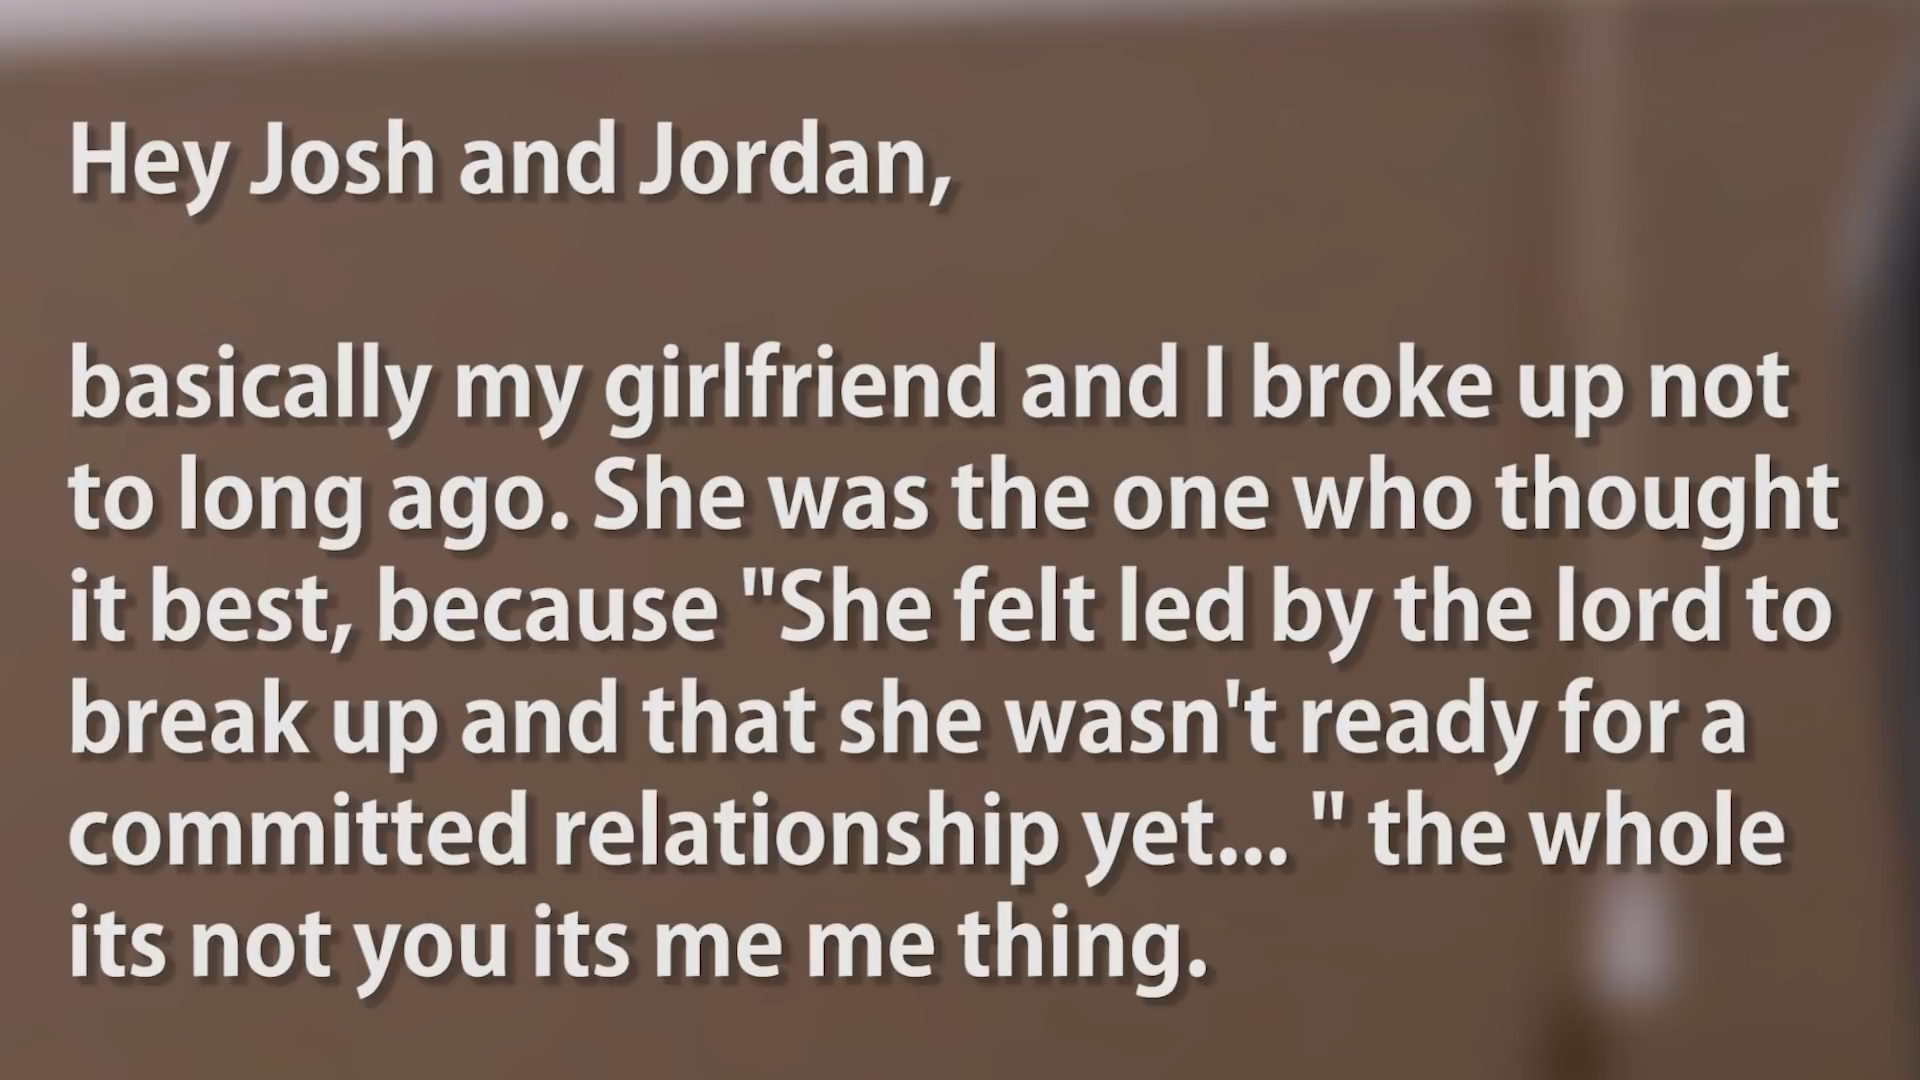 Hey Josh and Jordan,
basically my girlfriend and I broke up not
to long ago. She was the one who thought
it best, because "She felt led by the lord to
break up and that she wasn't ready for a
committed relationship yet... " the whole
its not you its me me thing.